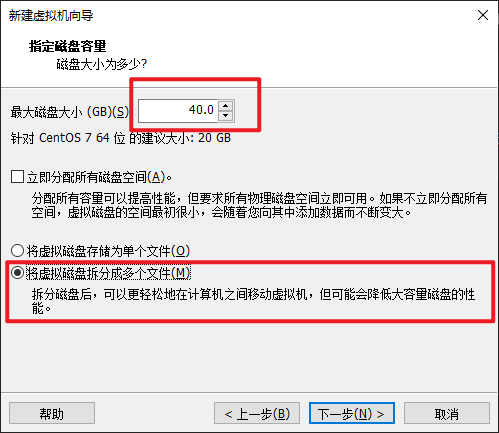 新建虚拟机向导
指定磁盘容量
磁盘大小为多少?
最大磁盘大小 (GB)(S) 40.0
针对 CentOS 7 64 位 的建议大小: 20 GB
立即分配所有磁盘空间(A)。
分配所有容量可以提高性能，但要求所有物理磁盘空间立即可用。如果不立即分配所有
空间，虚拟磁盘的空间最初很小，会随着您向其中添加数据而不断变大。
将虚拟磁盘存储为单个文件(O)
将虚拟磁盘拆分成多个文件(M)
拆分磁盘后，可以更轻松地在计算机之间移动虚拟机，但可能会降低大容量磁盘的性
能。
帮助 < 上一步(B) 下一步(N) > 取消